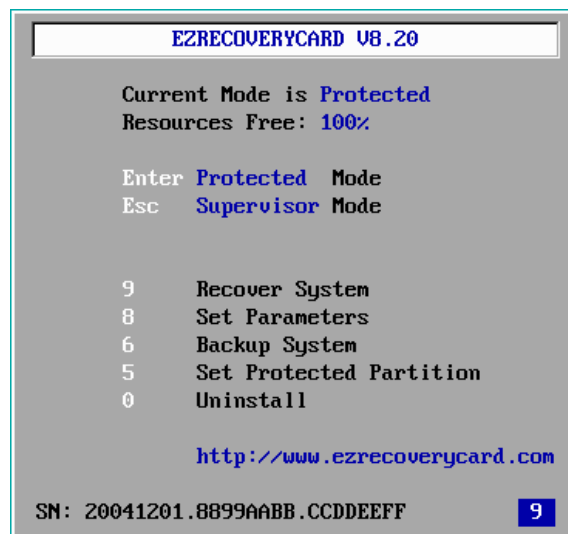 EZRECOVERYCARD V8.20
Current Mode is Protected
Resources Free: 100%
Enter Protected Mode
Esc Supervisor Mode
9 Recover System
8 Set Parameters
6 Backup System
5 Set Protected Partition
0 Uninstall
http://www.ezrecoverycard.com
SN: 20041201.8899AABB.CCDDEEFF 9